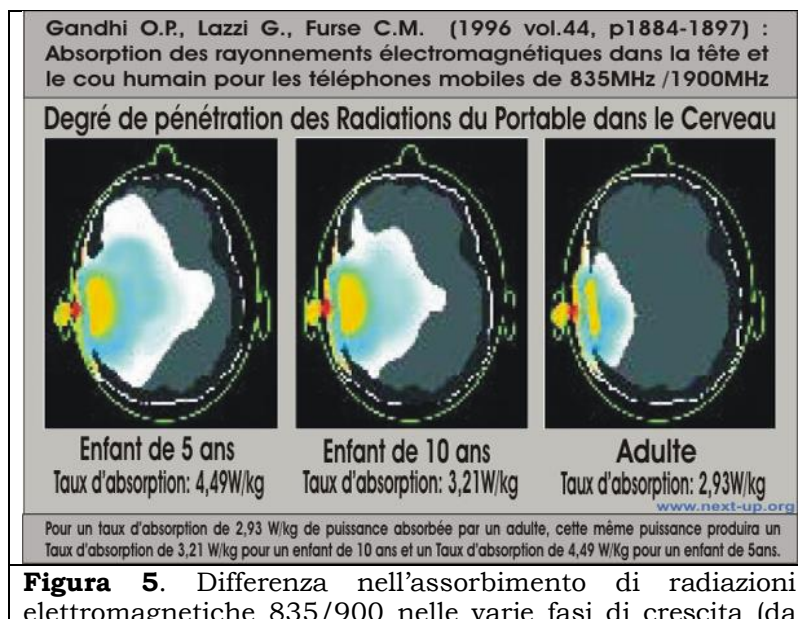 Gandhi O.P., Lazzi G., Furse C.M. (1996 vol.44, p1884-1897) :
Absorption des rayonnements électromagnétiques dans la tête et
le cou humain pour les téléphones mobiles de 835MHz /1900MHz
Degré de pénétration des Radiations du Portable dans le Cerveau
Enfant de 5 ans
Taux d'absorption: 4,49W/kg
Enfant de 10 ans
Taux d'absorption: 3,21W/kg
Adulte
Taux d'absorption: 2,93W/kg
www.next-up.org
Pour un taux d'absorption de 2,93 W/kg de puissance absorbée par un adulte, cette même puissance produira un
Taux d'absorption de 3,21 W/kg pour un enfant de 10 ans et un Taux d'absorption de 4,49 W/Kg pour un enfant de 5ans.
Figura 5. Differenza nell'assorbimento di radiazioni
elettromagnetiche 835/900 nelle varie fasi di crescita (da